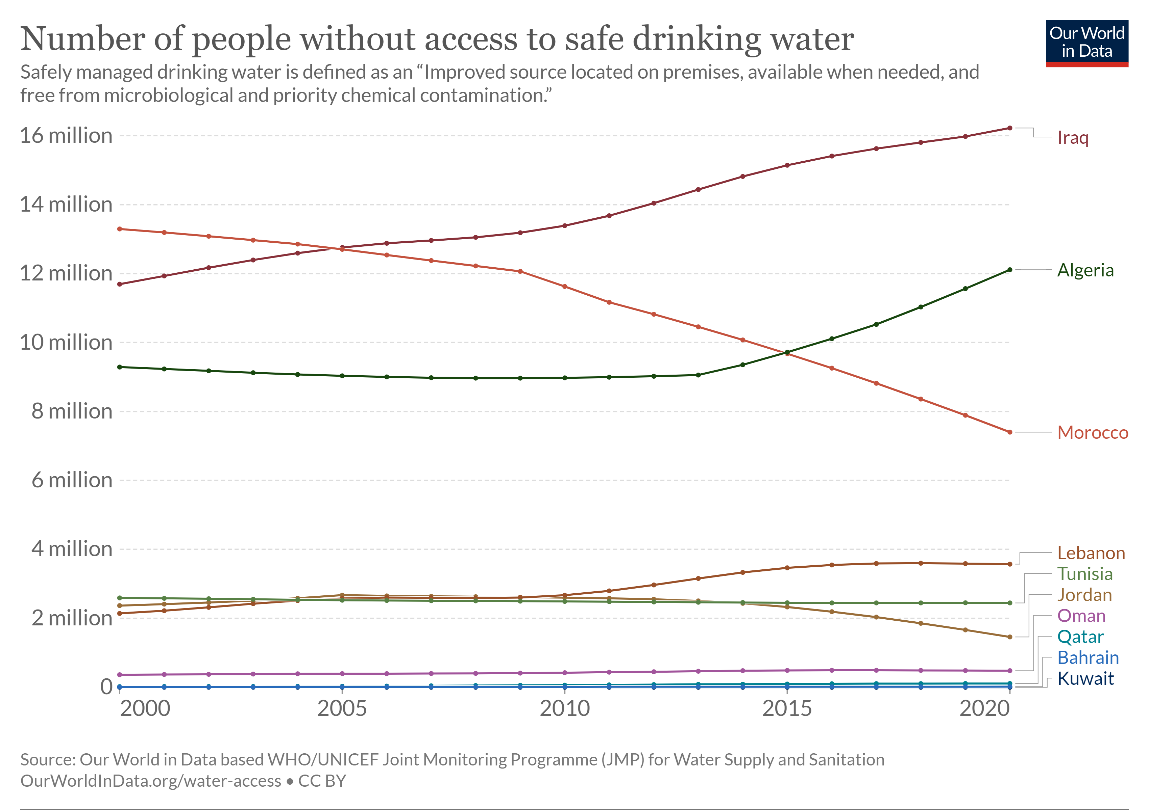 Number of people without access to safe drinking water
Our World
in Data
Safely managed drinking water is defined as an “Improved source located on premises, available when needed, and
free from microbiological and priority chemical contamination.”
16 million
14 million
12 million
10 million
8 million
6 million
4 million
2 million
0
2000
2005
2010
2015
2020
Iraq
Algeria
Morocco
Lebanon
Tunisia
Jordan
Oman
Qatar
Bahrain
Kuwait
Source: Our World in Data based WHO/UNICEF Joint Monitoring Programme (JMP) for Water Supply and Sanitation
OurWorldInData.org/water-access • CC BY